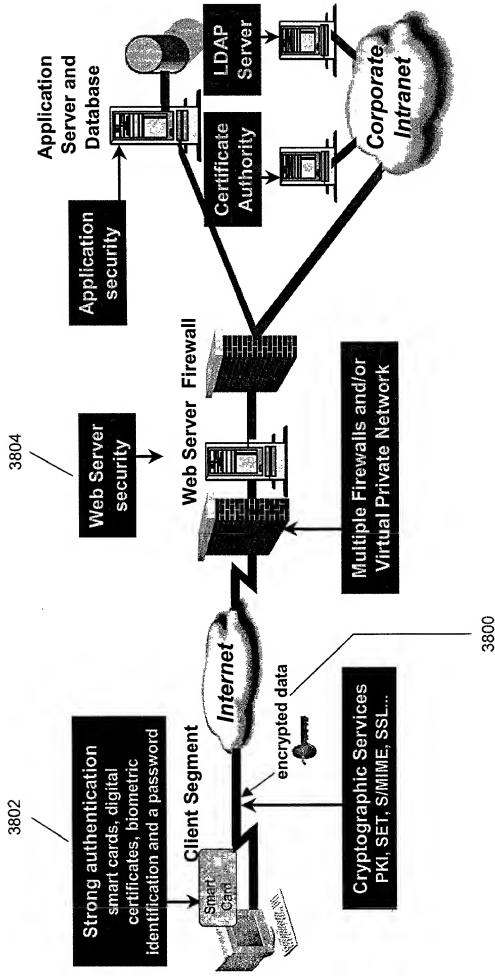 3802
Strong authentication
smart cards, digital
certificates, biometric
identification and a password
Client Segment
Smart
Card
Internet
encrypted data
3800
Cryptographic Services
PKI, SET, S/MIME, SSL...
3804
Web Server
security
Web Server
Firewall
Multiple Firewalls and/or
Virtual Private Network
Application
security
Application
Server and
Database
Certificate
Authority
LDAP
Server
Corporate
Intranet